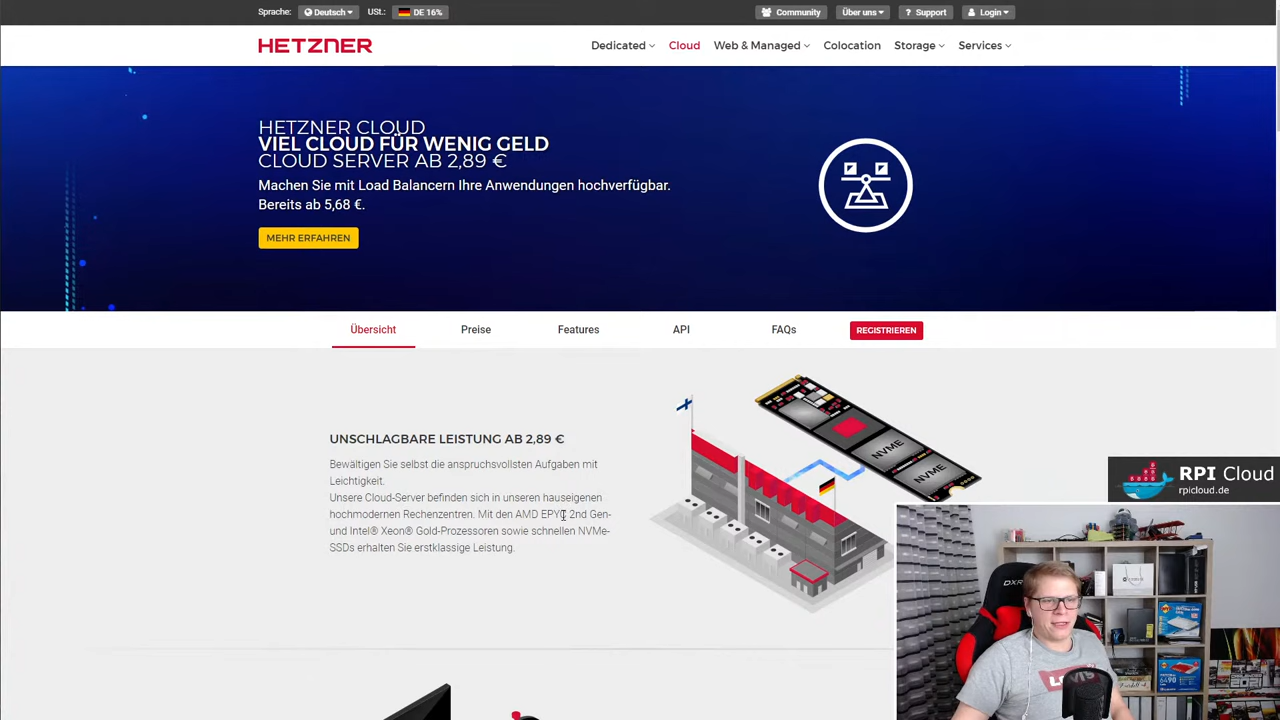 Sprache: Deutsch USt.: DE 16% Community Über uns Support Login
HETZNER Dedicated Cloud Web & Managed Colocation Storage Services
HETZNER CLOUD
VIEL CLOUD FÜR WENIG GELD
CLOUD SERVER AB 2,89 €
Machen Sie mit Load Balancern Ihre Anwendungen hochverfügbar.
Bereits ab 5,68 €.
MEHR ERFAHREN
Übersicht Preise Features API FAQs REGISTRIEREN
UNSCHLAGBARE LEISTUNG AB 2,89 €
Bewältigen Sie selbst die anspruchsvollsten Aufgaben mit
Leichtigkeit.
Unsere Cloud-Server befinden sich in unseren hauseigenen
hochmodernen Rechenzentren. Mit den AMD EPYC 2nd Gen-
und Intel® Xeon® Gold-Prozessoren sowie schnellen NVMe-
SSDs erhalten Sie erstklassige Leistung.
NVME
NVME
RPI Cloud
rpicloud.de
DXR